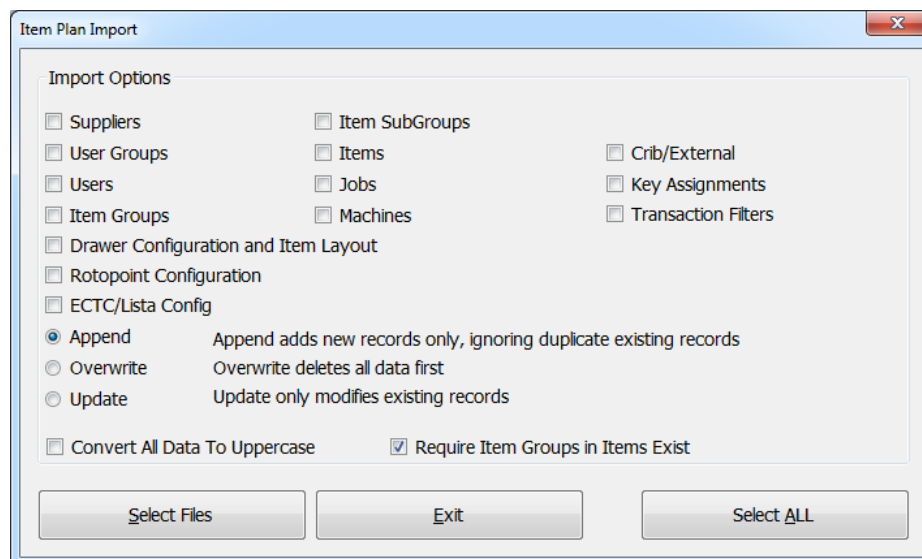 Item Plan Import
Import Options
Suppliers Item SubGroups
User Groups Items Crib/External
Users Jobs Key Assignments
Item Groups Machines Transaction Filters
Drawer Configuration and Item Layout
Rotopoint Configuration
ECTC/Lista Config
Append Append adds new records only, ignoring duplicate existing records
Overwrite Overwrite deletes all data first
Update Update only modifies existing records
Convert All Data To Uppercase Require Item Groups in Items Exist
Select Files Exit Select ALL